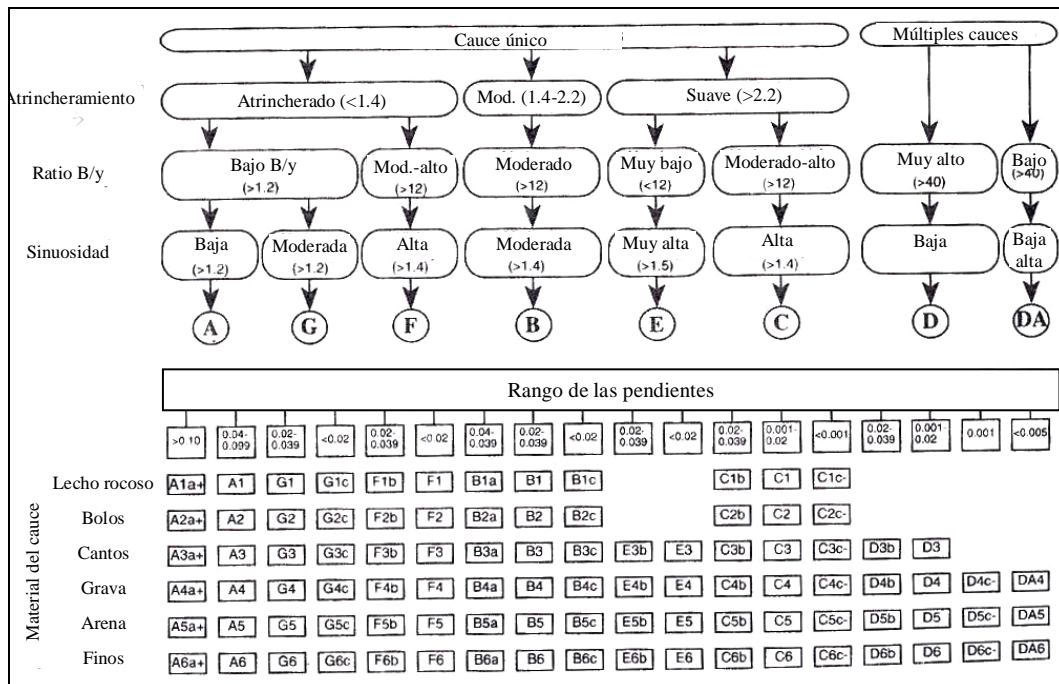 Cauce único Múltiples cauces
Atrincheramiento Atrincherado (<1.4) Mod. (1.4-2.2) Suave (>2.2)
Ratio B/y Bajo B/y (>1.2) Mod.-alto (>12) Moderado (>12) Muy bajo (<12) Moderado-alto (>12) Muy alto (>40) Bajo (>40)
Sinuosidad Baja (>1.2) Moderada (>1.2) Alta (>1.4) Moderada (>1.4) Muy alta (>1.5) Alta (>1.4) Baja Baja alta
A G F B E C D DA
Rango de las pendientes
>0.10 0.04-0.099 0.02-0.039 <0.02 0.02-0.039 <0.02 0.04-0.039 0.02-0.039 <0.02 0.02-0.039 <0.02 0.02-0.039 0.001-0.02 <0.001 0.02-0.039 0.001-0.02 0.001 <0.005
Material del cauce
Lecho rocoso A1a+ A1 G1 G1c F1b F1 B1a B1 B1c C1b C1 C1c-
Bolos A2a+ A2 G2 G2c F2b F2 B2a B2 B2c C2b C2 C2c-
Cantos A3a+ A3 G3 G3c F3b F3 B3a B3 B3c E3b E3 C3b C3 C3c- D3b D3
Grava A4a+ A4 G4 G4c F4b F4 B4a B4 B4c E4b E4 C4b C4 C4c- D4b D4 D4c- DA4
Arena A5a+ A5 G5 G5c F5b F5 B5a B5 B5c E5b E5 C5b C5 C5c- D5b D5 D5c- DA5
Finos A6a+ A6 G6 G6c F6b F6 B6a B6 B6c E6b E6 C6b C6 C6c- D6b D6 D6c- DA6